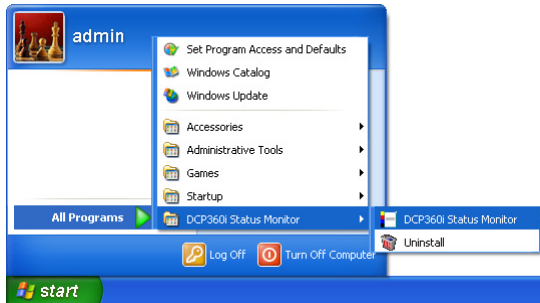 admin
Set Program Access and Defaults
Windows Catalog
Windows Update
Accessories
Administrative Tools
Games
Startup
All Programs
DCP360i Status Monitor
DCP360i Status Monitor
Uninstall
Log Off
Turn Off Computer
start